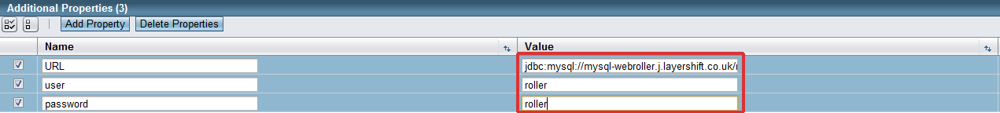 Additional Properties (3)
Add Property Delete Properties
Name Value
URL jdbc:mysql://mysql-webroller.j.layershift.co.uk/
user roller
password roller